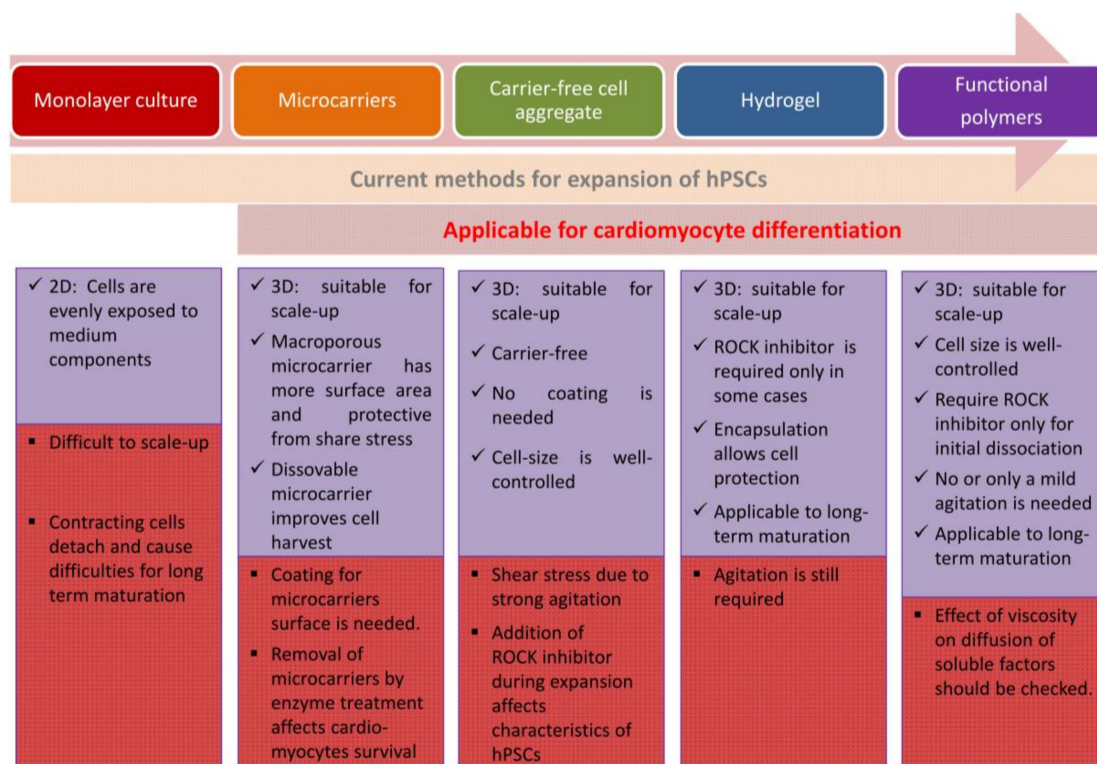 Monolayer culture
Microcarriers
Carrier-free cell
aggregate
Hydrogel
Functional
polymers
Current methods for expansion of hPSCs
Applicable for cardiomyocyte differentiation
✓ 2D: Cells are
evenly exposed to
medium
components
▪ Difficult to scale-up
▪ Contracting cells
detach and cause
difficulties for long
term maturation
✓ 3D: suitable for
scale-up
✓ Macroporous
microcarrier has
more surface area
and protective
from share stress
✓ Dissovable
microcarrier
improves cell
harvest
▪ Coating for
microcarriers
surface is needed.
▪ Removal of
microcarriers by
enzyme treatment
affects cardio-
myocytes survival
✓ 3D: suitable for
scale-up
✓ Carrier-free
✓ No coating is
needed
✓ Cell-size is well-
controlled
▪ Shear stress due to
strong agitation
▪ Addition of
ROCK inhibitor
during expansion
affects
characteristics of
hPSCs
✓ 3D: suitable for
scale-up
✓ ROCK inhibitor is
required only in
some cases
✓ Encapsulation
allows cell
protection
✓ Applicable to long-
term maturation
▪ Agitation is still
required
✓ 3D: suitable for
scale-up
✓ Cell size is well-
controlled
✓ Require ROCK
inhibitor only for
initial dissociation
✓ No or only a mild
agitation is needed
✓ Applicable to long-
term maturation
▪ Effect of viscosity
on diffusion of
soluble factors
should be checked.